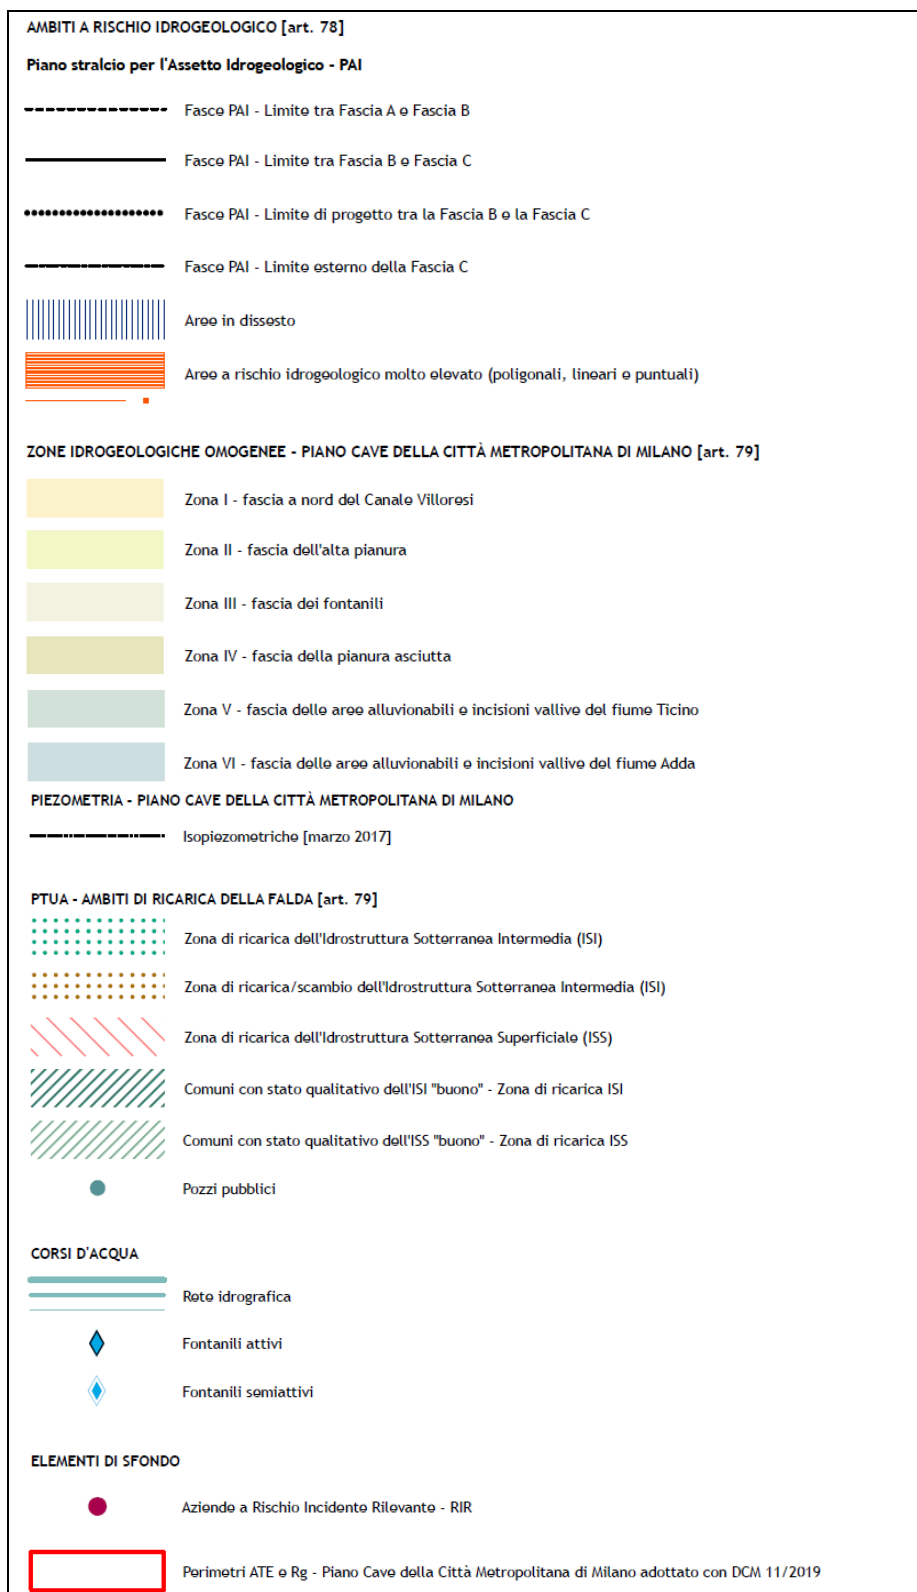 AMBITI A RISCHIO IDROGEOLOGICO [art. 78]
Piano stralcio per l'Assetto Idrogeologico - PAI
Fasce PAI - Limite tra Fascia A e Fascia B
Fasce PAI - Limite tra Fascia B e Fascia C
Fasce PAI - Limite di progetto tra la Fascia B e la Fascia C
Fasce PAI - Limite esterno della Fascia C
Aree in dissesto
Aree a rischio idrogeologico molto elevato (poligonali, lineari e puntuali)
ZONE IDROGEOLOGICHE OMOGENEE - PIANO CAVE DELLA CITTÀ METROPOLITANA DI MILANO [art. 79]
Zona I - fascia a nord del Canale Villoresi
Zona II - fascia dell'alta pianura
Zona III - fascia dei fontanili
Zona IV - fascia della pianura asciutta
Zona V - fascia delle aree alluvionabili e incisioni vallive del fiume Ticino
Zona VI - fascia delle aree alluvionabili e incisioni vallive del fiume Adda
PIEZOMETRIA - PIANO CAVE DELLA CITTÀ METROPOLITANA DI MILANO
Isopiezometriche [marzo 2017]
PTUA - AMBITI DI RICARICA DELLA FALDA [art. 79]
Zona di ricarica dell'Idrostruttura Sotterranea Intermedia (ISI)
Zona di ricarica/scambio dell'Idrostruttura Sotterranea Intermedia (ISI)
Zona di ricarica dell'Idrostruttura Sotterranea Superficiale (ISS)
Comuni con stato qualitativo dell'ISI "buono" - Zona di ricarica ISI
Comuni con stato qualitativo dell'ISS "buono" - Zona di ricarica ISS
Pozzi pubblici
CORSI D'ACQUA
Rete idrografica
Fontanili attivi
Fontanili semiattivi
ELEMENTI DI SFONDO
Aziende a Rischio Incidente Rilevante - RIR
Perimetri ATE e Rg - Piano Cave della Città Metropolitana di Milano adottato con DCM 11/2019